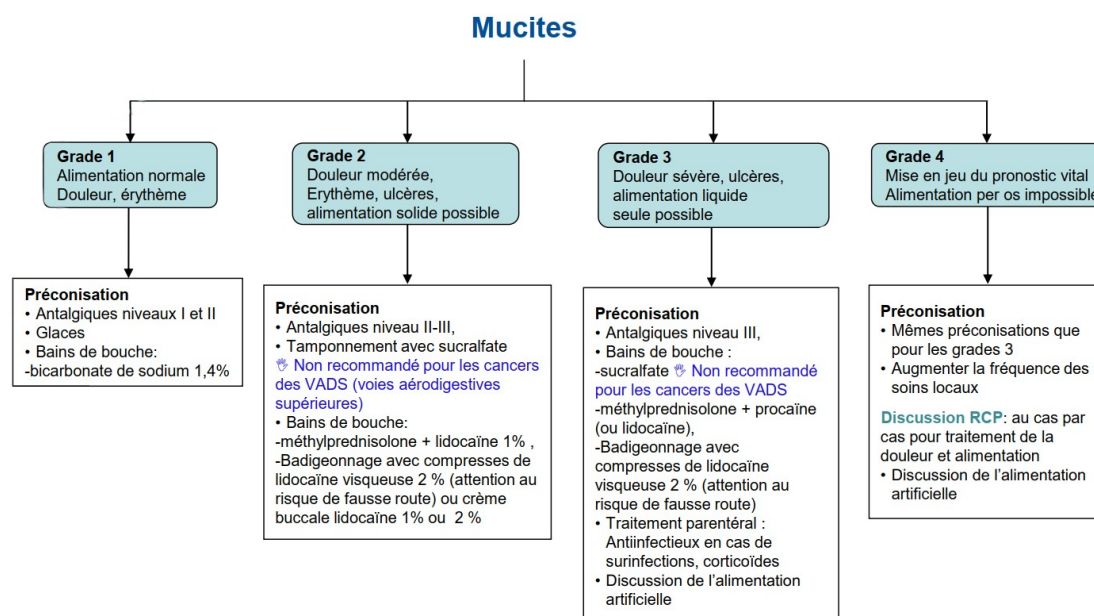 Mucites
Grade 1
Alimentation normale
Douleur, érythème
Grade 2
Douleur modérée,
Erythème, ulcères,
alimentation solide possible
Grade 3
Douleur sévère, ulcères,
alimentation liquide
seule possible
Grade 4
Mise en jeu du pronostic vital
Alimentation per os impossible
Préconisation
• Antalgiques niveaux I et II
• Glaces
• Bains de bouche:
-bicarbonate de sodium 1,4%
Préconisation
• Antalgiques niveau II-III,
• Tamponnement avec sucralfate
🖐 Non recommandé pour les cancers
des VADS (voies aérodigestives
supérieures)
• Bains de bouche:
-méthylprednisolone + lidocaïne 1% ,
-Badigeonnage avec compresses de
lidocaïne visqueuse 2 % (attention au
risque de fausse route) ou crème
buccale lidocaïne 1% ou 2 %
Préconisation
• Antalgiques niveau III,
• Bains de bouche :
-sucralfate 🖐 Non recommandé
pour les cancers des VADS
-méthylprednisolone + procaïne
(ou lidocaïne),
-Badigeonnage avec
compresses de lidocaïne
visqueuse 2 % (attention au
risque de fausse route)
• Traitement parentéral :
Antiinfectieux en cas de
surinfections, corticoïdes
• Discussion de l’alimentation
artificielle
Préconisation
• Mêmes préconisations que
pour les grades 3
• Augmenter la fréquence des
soins locaux
Discussion RCP: au cas par
cas pour traitement de la
douleur et alimentation
• Discussion de l’alimentation
artificielle